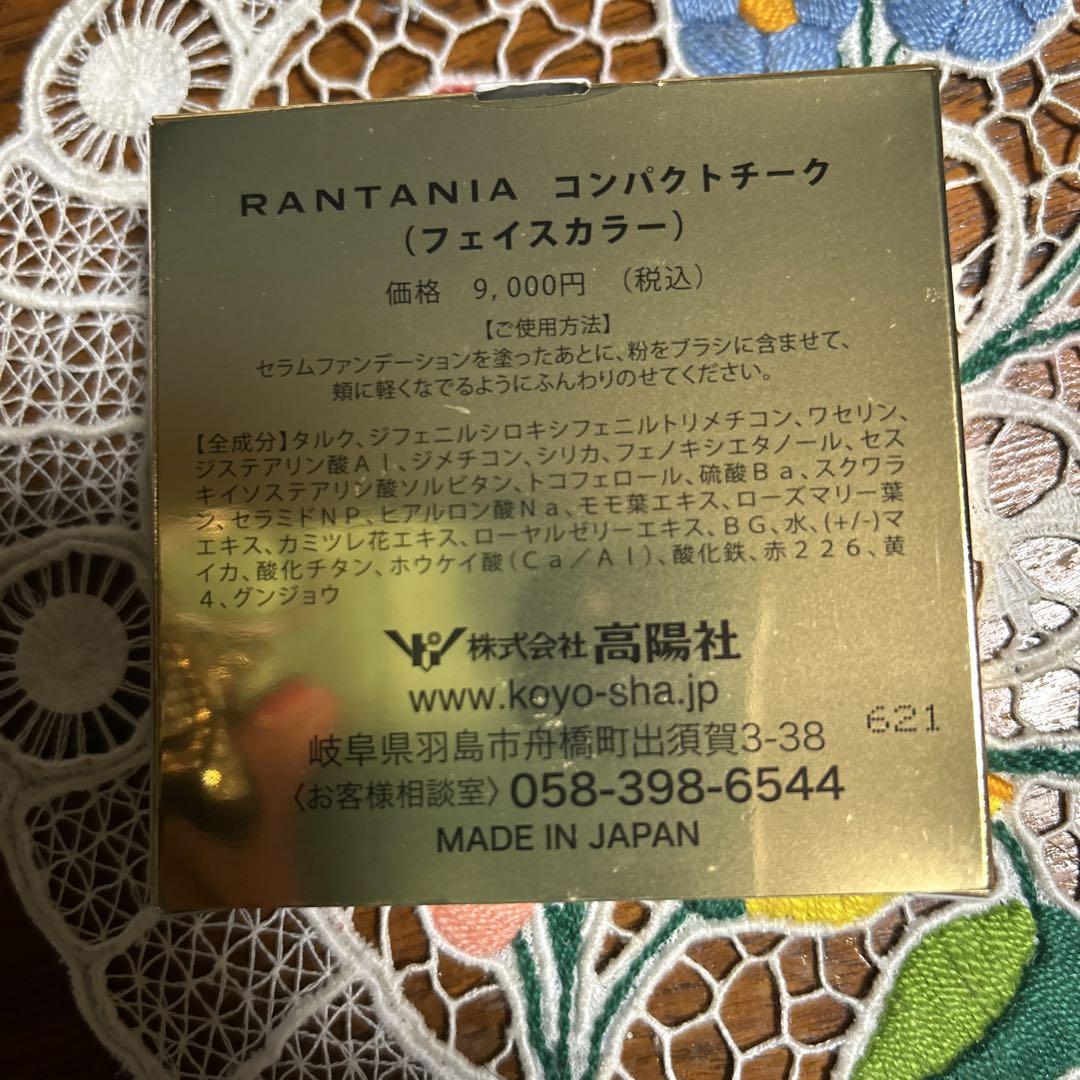 RANTANIA コンパクトチーク
(フェイスカラー)
価格 9,000円 (税込)
【ご使用方法】
セラムファンデーションを塗ったあとに、粉をブラシに含ませて、
頬に軽くなでるようにふんわりのせてください。
【全成分】タルク、ジフェニルシロキシフェニルトリメチコン、ワセリン、
ジステアリン酸Al、ジメチコン、シリカ、フェノキシエタノール、セス
キイソステアリン酸ソルビタン、トコフェロール、硫酸Ba、スクワラ
ン、セラミドNP、ヒアルロン酸Na、モモ葉エキス、ローズマリー葉
エキス、カミツレ花エキス、ローヤルゼリーエキス、BG、水、(+/-)マ
イカ、酸化チタン、ホウケイ酸(Ca/Al)、酸化鉄、赤226、黄
4、グンジョウ
株式会社 高陽社
www.koyo-sha.jp
621
岐阜県羽島市舟橋町出須賀3-38
〈お客様相談室〉058-398-6544
MADE IN JAPAN